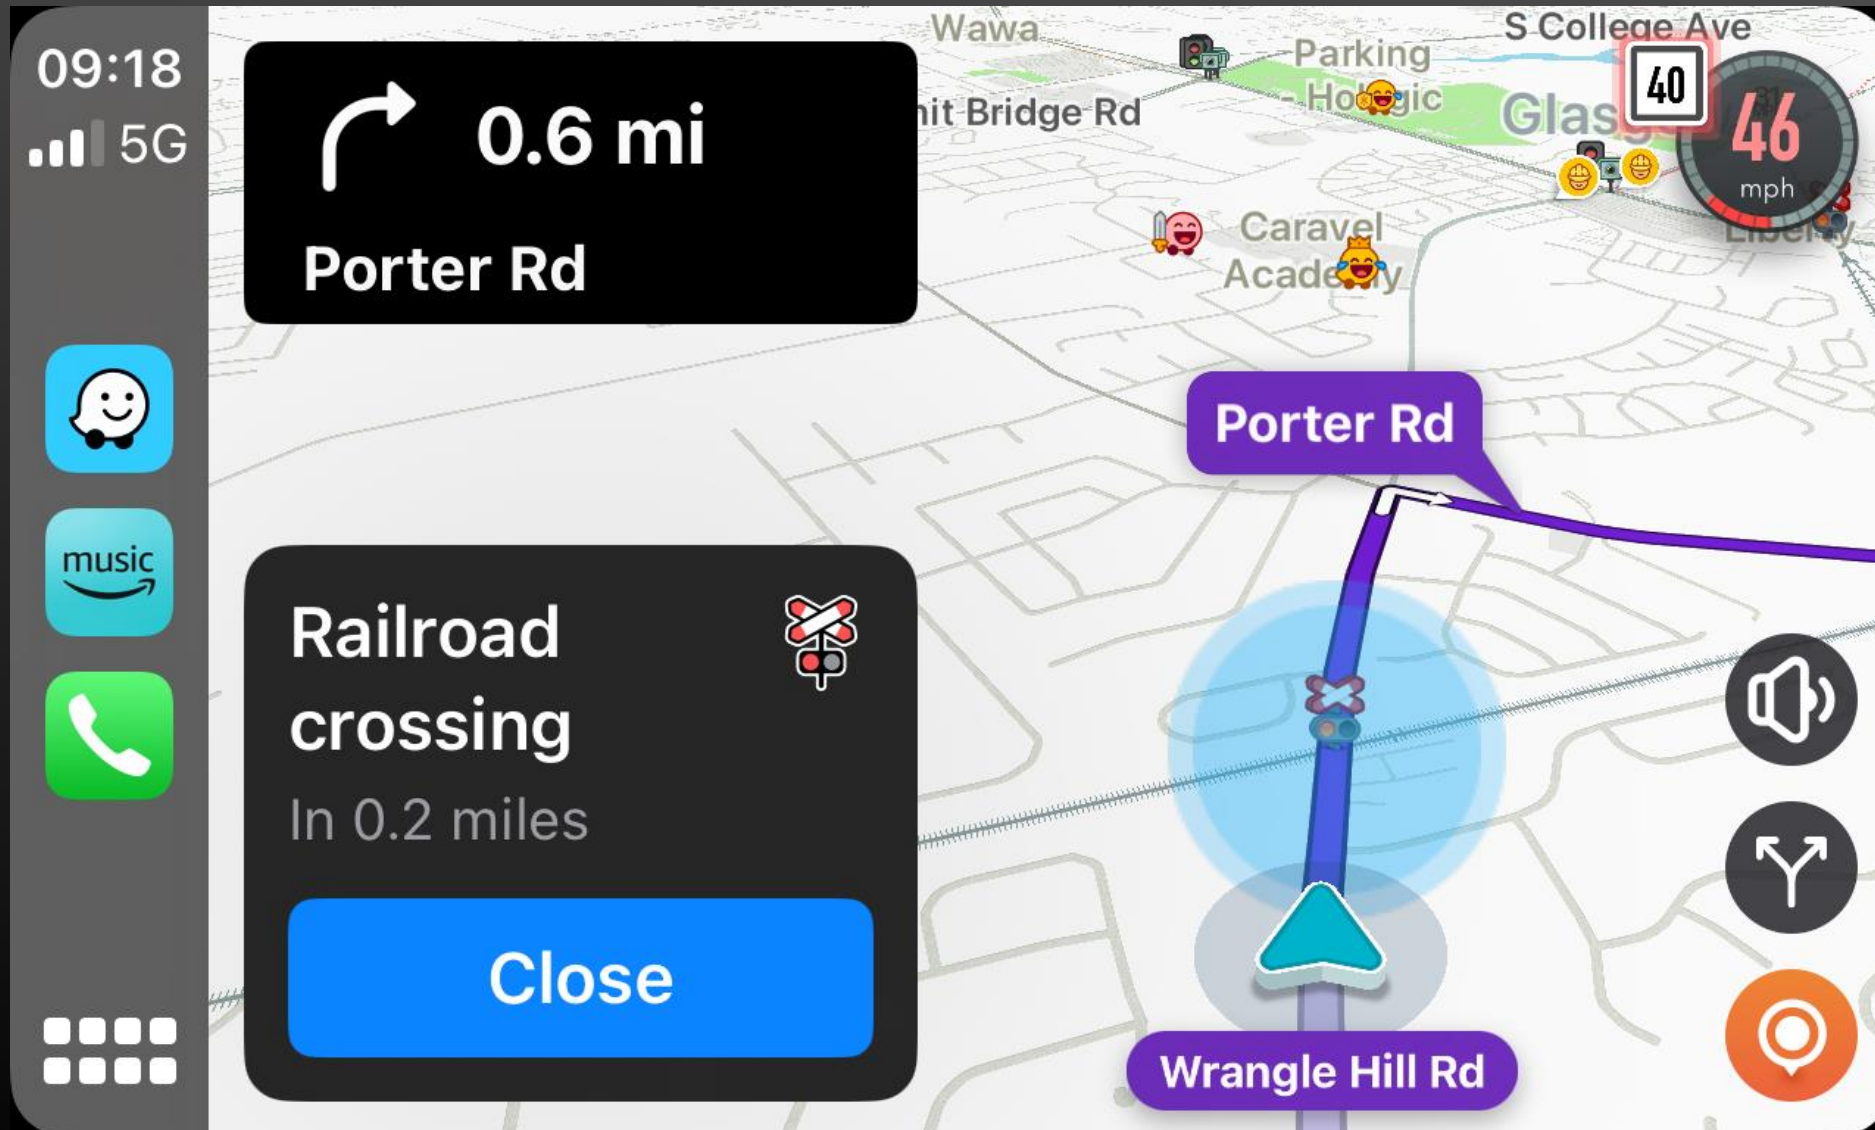 09:18
5G
music
0.6 mi
Porter Rd
Railroad
crossing
In 0.2 miles
Close
Wawa
Parking
S College Ave
40
46
mph
Bridge Rd
Caravel
Academy
Porter Rd
Wrangle Hill Rd